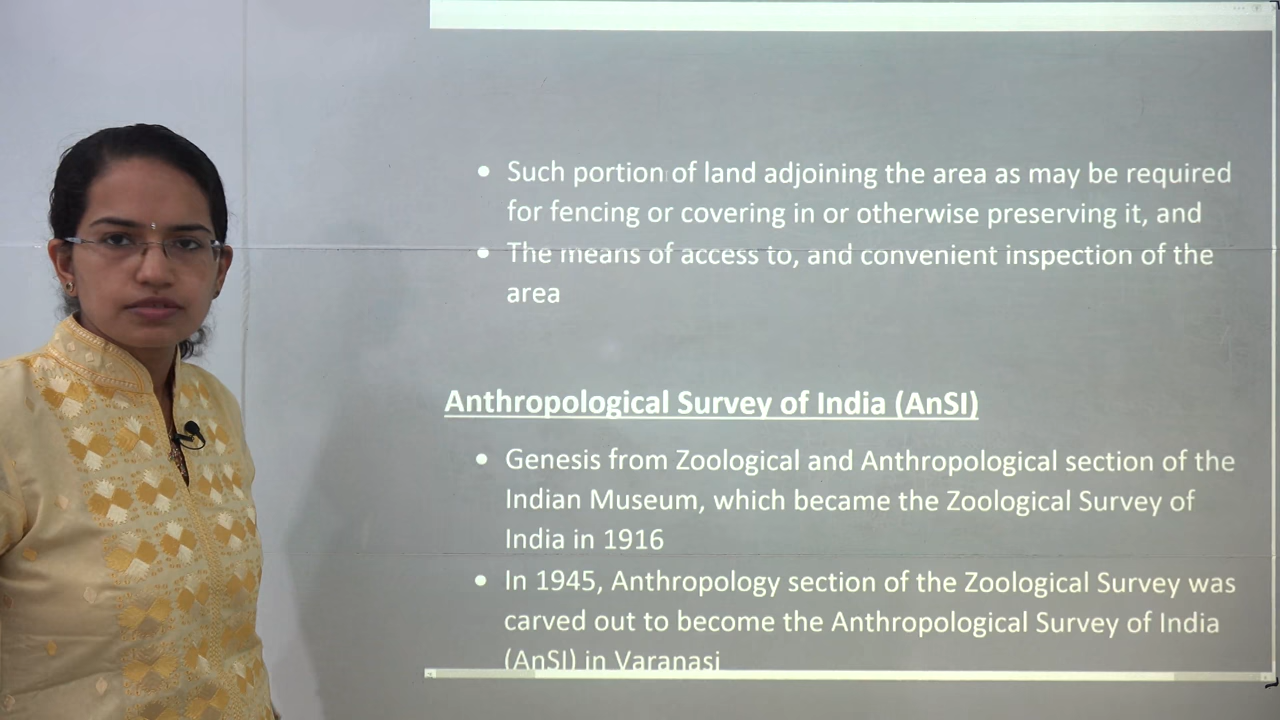 Such portion of land adjoining the area as may be required
for fencing or covering in or otherwise preserving it, and
The means of access to, and convenient inspection of the
area
Anthropological Survey of India (AnSI)
Genesis from Zoological and Anthropological section of the
Indian Museum, which became the Zoological Survey of
India in 1916
In 1945, Anthropology section of the Zoological Survey was
carved out to become the Anthropological Survey of India
(AnSI) in Varanasi